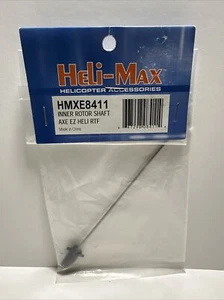 Heli-Max
HELICOPTER ACCESSORIES
HMXE8411
INNER ROTOR SHAFT
AXE EZ HELI RTF
Made in China